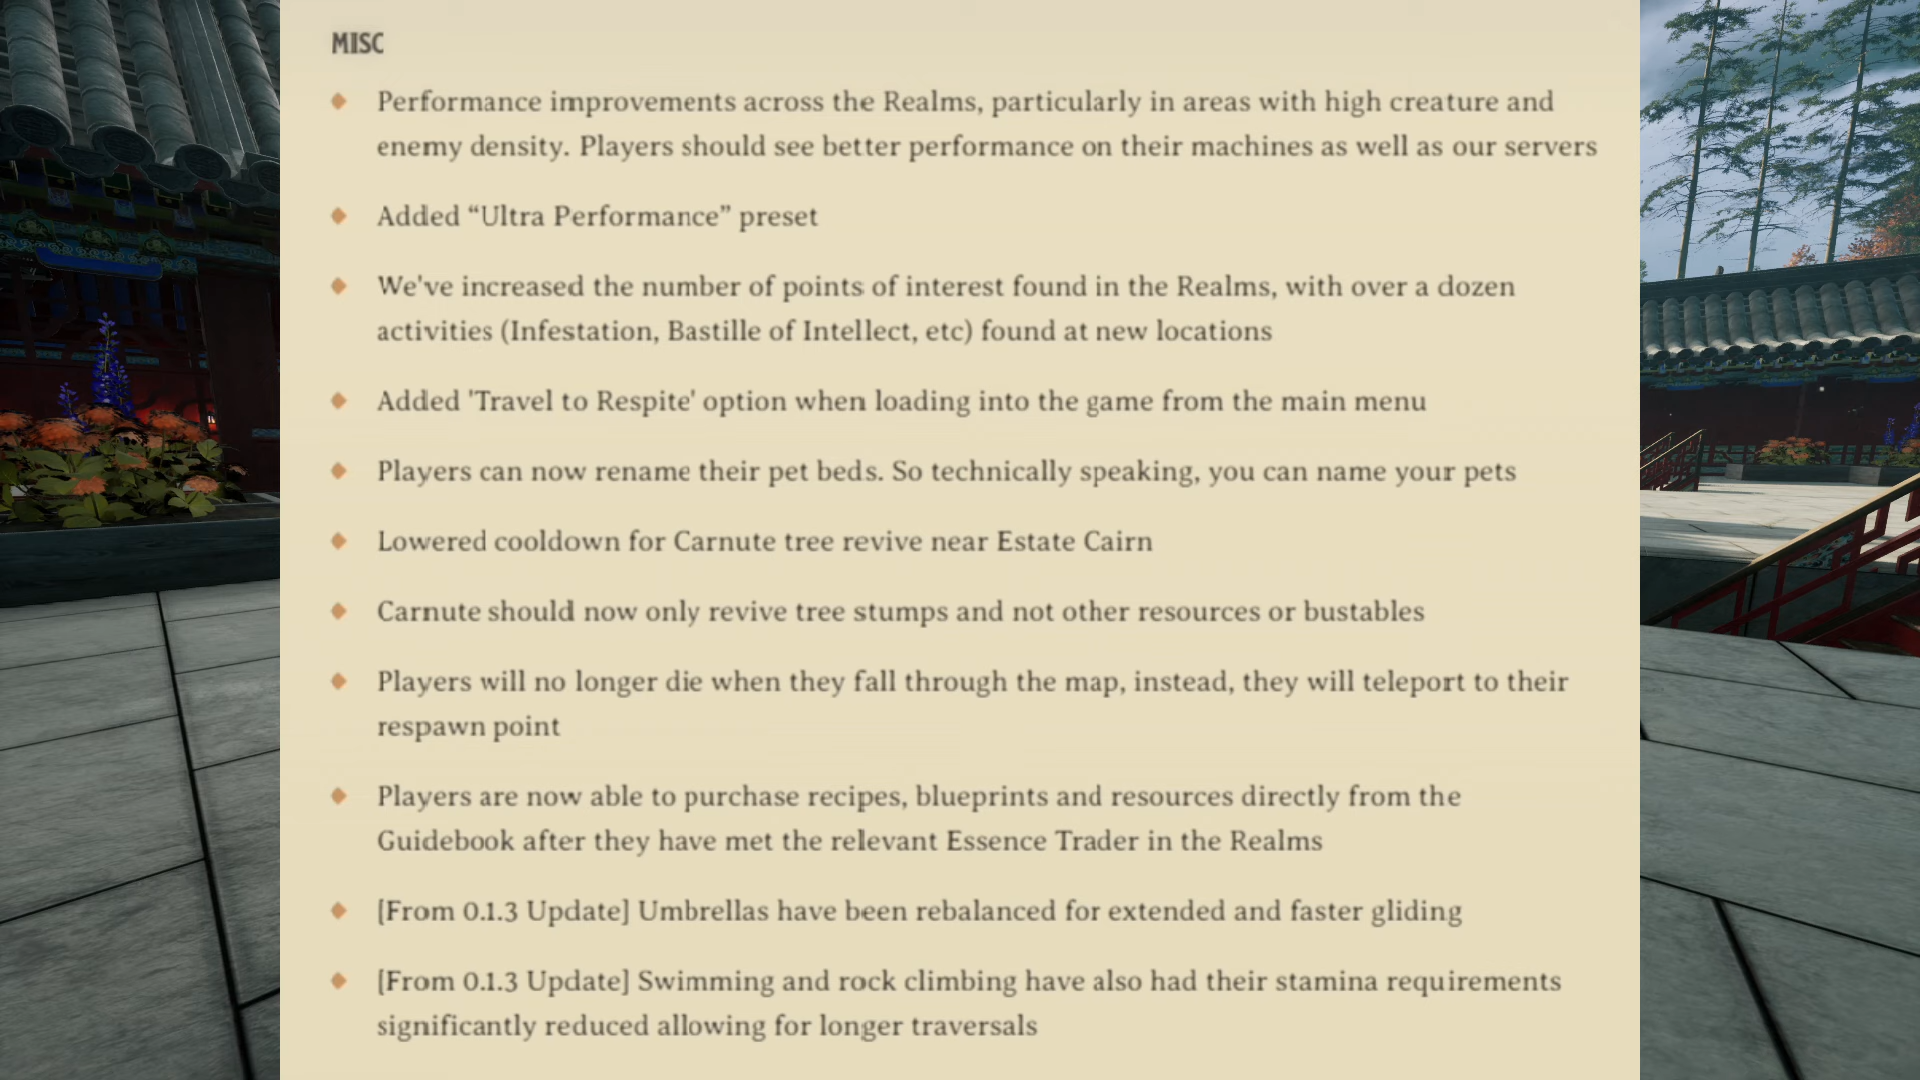 MISC
Performance improvements across the Realms, particularly in areas with high creature and
enemy density. Players should see better performance on their machines as well as our servers
Added “Ultra Performance” preset
We've increased the number of points of interest found in the Realms, with over a dozen
activities (Infestation, Bastille of Intellect, etc) found at new locations
Added 'Travel to Respite' option when loading into the game from the main menu
Players can now rename their pet beds. So technically speaking, you can name your pets
Lowered cooldown for Carnute tree revive near Estate Cairn
Carnute should now only revive tree stumps and not other resources or bustables
Players will no longer die when they fall through the map, instead, they will teleport to their
respawn point
Players are now able to purchase recipes, blueprints and resources directly from the
Guidebook after they have met the relevant Essence Trader in the Realms
[From 0.1.3 Update] Umbrellas have been rebalanced for extended and faster gliding
[From 0.1.3 Update] Swimming and rock climbing have also had their stamina requirements
significantly reduced allowing for longer traversals